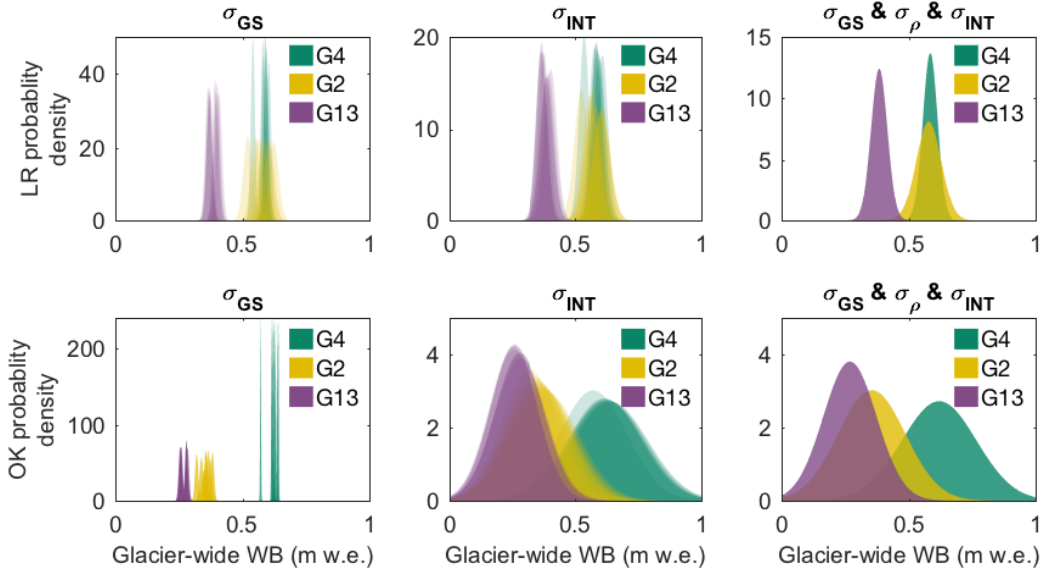 σGS
σINT
σGS & σρ & σINT
LR probablity
density
40
20
0
G4
G2
G13
0
0.5
1
20
10
0
G4
G2
G13
0
0.5
1
15
10
5
0
G4
G2
G13
0
0.5
1
σGS
σINT
σGS & σρ & σINT
OK probablity
density
200
100
0
G4
G2
G13
0
0.5
1
Glacier-wide WB (m w.e.)
4
2
0
G4
G2
G13
0
0.5
1
Glacier-wide WB (m w.e.)
4
2
0
G4
G2
G13
0
0.5
1
Glacier-wide WB (m w.e.)